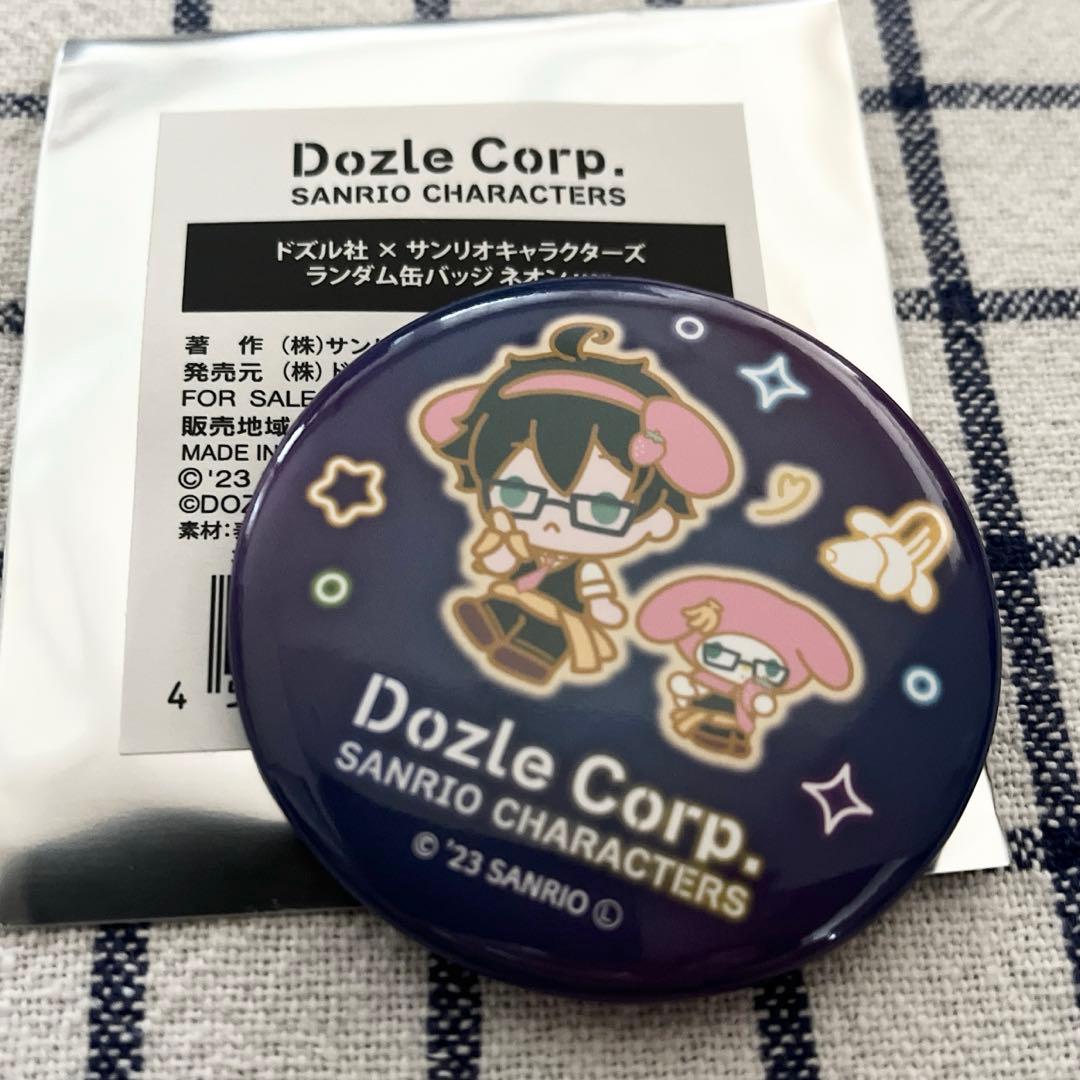 Dozle Corp.
SANRIO CHARACTERS
ドズル社 × サンリオキャラクターズ
ランダム缶バッジ ネオン
著 作 (株)サンリ
発売元 (株)ド
FOR SALE
販売地域
MADE IN
©'23
©DOZ
素材:
4
Dozle Corp.
SANRIO CHARACTERS
© '23 SANRIO Ⓛ